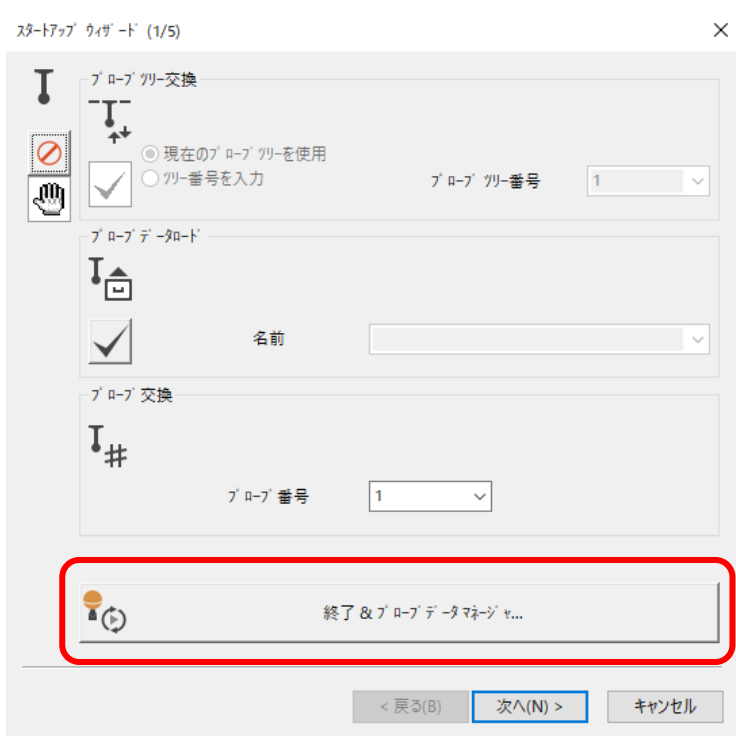 ｽﾀｰﾄｱｯﾌﾟ ｳｨｻﾞｰﾄﾞ (1/5)
ﾌﾟﾛｰﾌﾞﾂﾘｰ交換
現在のﾌﾟﾛｰﾌﾞﾂﾘｰを使用
ﾂﾘｰ番号を入力
ﾌﾟﾛｰﾌﾞﾂﾘｰ番号
1
ﾌﾟﾛｰﾌﾞﾃﾞｰﾀﾛｰﾄﾞ
名前
ﾌﾟﾛｰﾌﾞ交換
ﾌﾟﾛｰﾌﾞ番号
1
終了 & ﾌﾟﾛｰﾌﾞﾃﾞｰﾀﾏﾈｰｼﾞｬ...
< 戻る(B)
次へ(N) >
ｷｬﾝｾﾙ